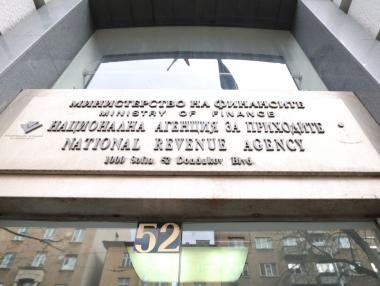 МИНИСТЕРСТВО НА ФИНАНСИТЕ
MINISTRY OF FINANCE
НАЦИОНАЛНА АГЕНЦИЯ ЗА ПРИХОДИТЕ
NATIONAL REVENUE AGENCY
1000 Sofia, 52 Dondukov Blvd.
52